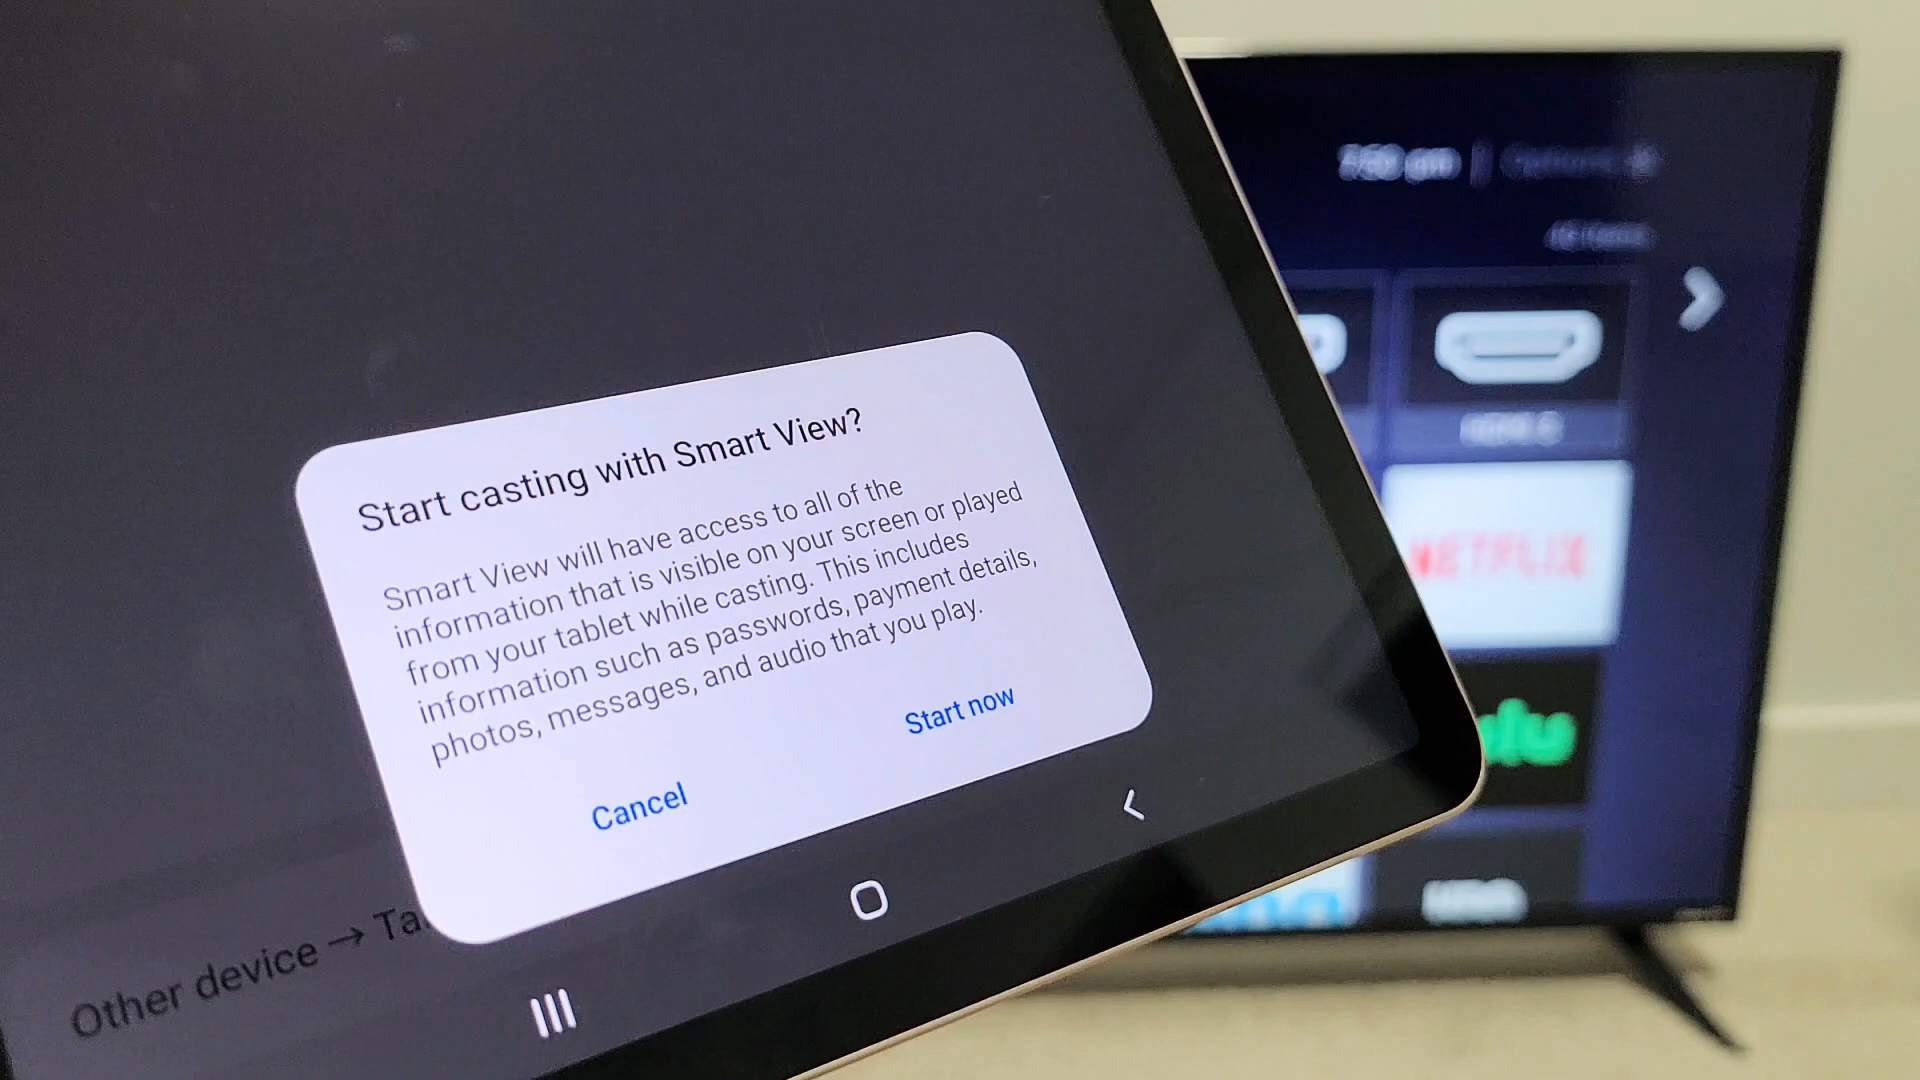 Start casting with Smart View?
Smart View will have access to all of the
information that is visible on your screen or played
from your tablet while casting. This includes
information such as passwords, payment details,
photos, messages, and audio that you play.
Cancel
Start now
Other device → Ta
NETFLIX
ulu